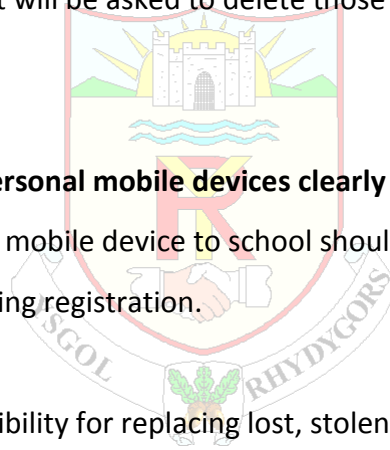 t will be asked to delete those
ersonal mobile devices clearly
mobile device to school shoul
ing registration.
YSGOL RHYDYGORS
ibility for replacing lost, stolen